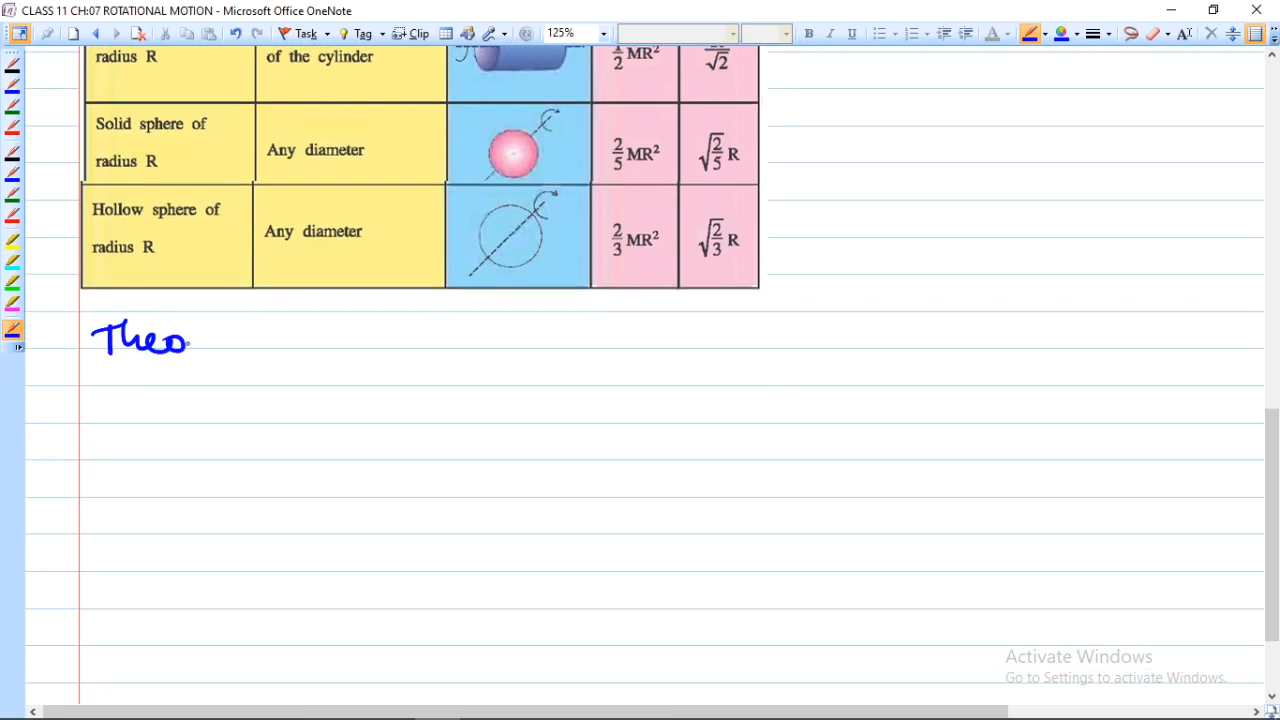 CLASS 11 CH:07 ROTATIONAL MOTION - Microsoft Office OneNote
Task Tag Clip 125% B I U
radius R of the cylinder 1/2 MR² /√2
Solid sphere of
radius R Any diameter 2/5 MR² √2/5 R
Hollow sphere of
radius R Any diameter 2/3 MR² √2/3 R
Theo
Activate Windows
Go to Settings to activate Windows.